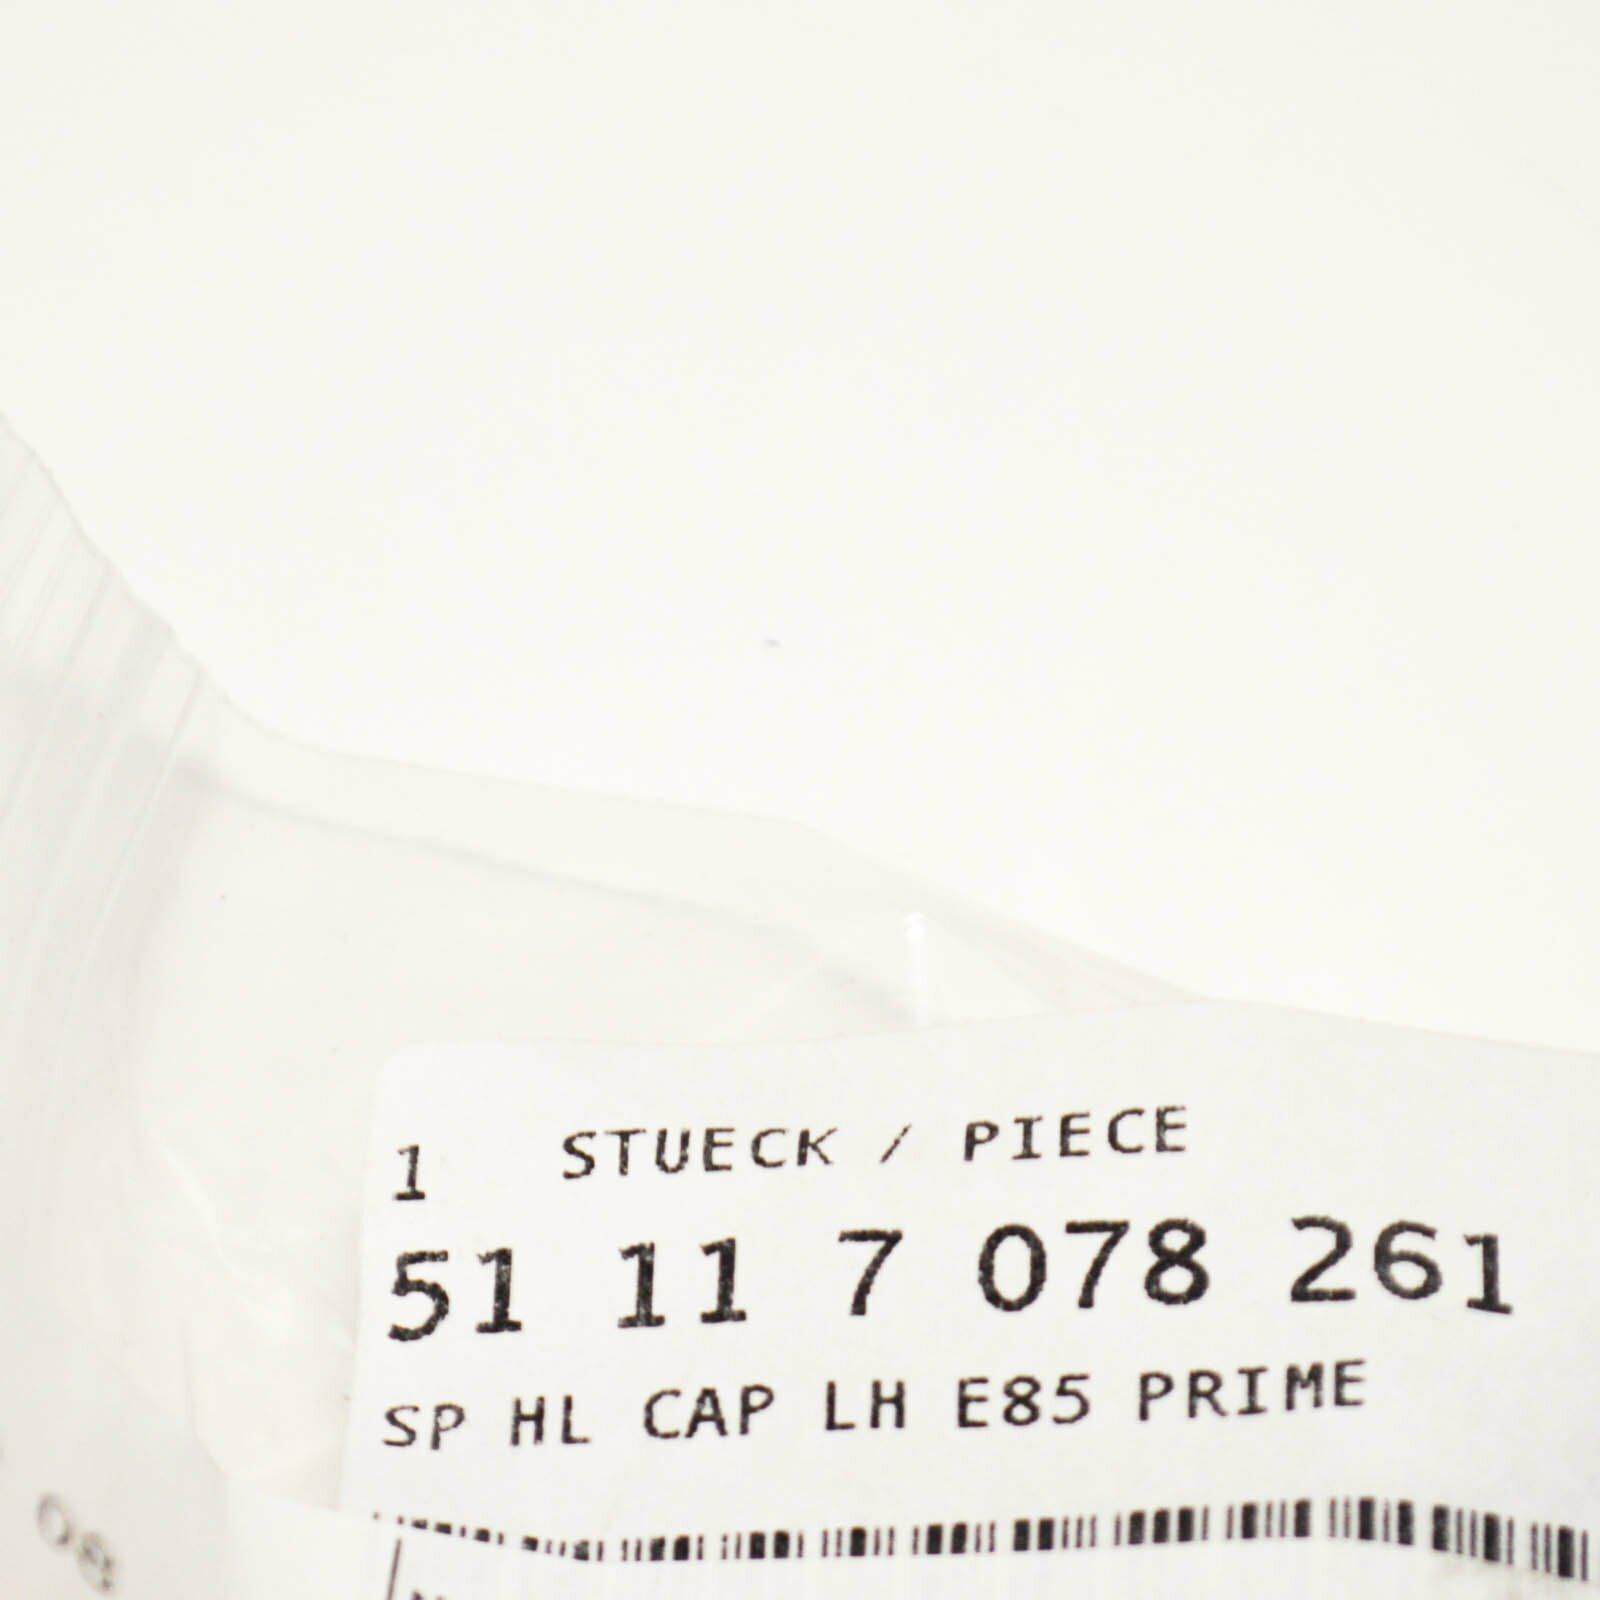 1 STUECK / PIECE
51 11 7 078 261
SP HL CAP LH E85 PRIME